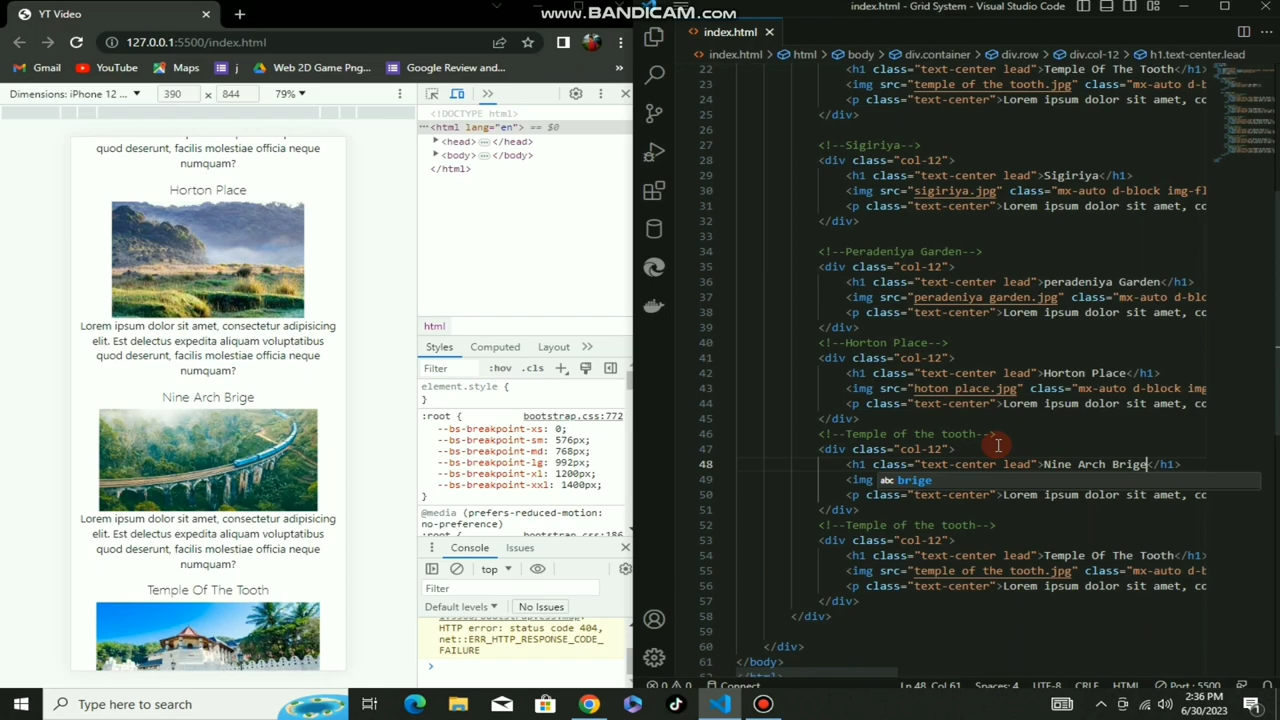 YT Video
www.BANDICAM.com
index.html - Grid System - Visual Studio Code
127.0.0.1:5500/index.html
Gmail
YouTube
Maps
j
Web 2D Game Png...
Google Review and...
»
Dimensions: iPhone 12 ...
390
×
844
79%
quod deserunt, facilis molestiae officia neque
numquam?
Horton Place
Lorem ipsum dolor sit amet, consectetur adipisicing
elit. Est delectus expedita aliquam voluptatibus
quod deserunt, facilis molestiae officia neque
numquam?
Nine Arch Brige
Lorem ipsum dolor sit amet, consectetur adipisicing
elit. Est delectus expedita aliquam voluptatibus
quod deserunt, facilis molestiae officia neque
numquam?
Temple Of The Tooth
<!DOCTYPE html>
<html lang="en"> == $0
<head> </head>
<body> </body>
</html>
html
Styles
Computed
Layout
»
Filter
:hov
.cls
element.style {
}
:root {
bootstrap.css:772
--bs-breakpoint-xs: 0;
--bs-breakpoint-sm: 576px;
--bs-breakpoint-md: 768px;
--bs-breakpoint-lg: 992px;
--bs-breakpoint-xl: 1200px;
--bs-breakpoint-xxl: 1400px;
}
@media (prefers-reduced-motion:
no-preference)
Console
Issues
top
Filter
Default levels
No Issues
HTTP error: status code 404,
net::ERR_HTTP_RESPONSE_CODE_
FAILURE
index.html
index.html
html
body
div.container
div.row
div.col-12
h1.text-center.lead
22 <h1 class="text-center lead">Temple Of The Tooth</h1>
23 <img src="temple of the tooth.jpg" class="mx-auto d-b
24 <p class="text-center">Lorem ipsum dolor sit amet, co
25 </div>
26
27 <!--Sigiriya-->
28 <div class="col-12">
29 <h1 class="text-center lead">Sigiriya</h1>
30 <img src="sigiriya.jpg" class="mx-auto d-block img-fl
31 <p class="text-center">Lorem ipsum dolor sit amet, co
32 </div>
33
34 <!--Peradeniya Garden-->
35 <div class="col-12">
36 <h1 class="text-center lead">peradeniya Garden</h1>
37 <img src="peradeniya garden.jpg" class="mx-auto d-bloc
38 <p class="text-center">Lorem ipsum dolor sit amet, co
39 </div>
40 <!--Horton Place-->
41 <div class="col-12">
42 <h1 class="text-center lead">Horton Place</h1>
43 <img src="hoton place.jpg" class="mx-auto d-block img
44 <p class="text-center">Lorem ipsum dolor sit amet, co
45 </div>
46 <!--Temple of the tooth-->
47 <div class="col-12">
48 <h1 class="text-center lead">Nine Arch Brige</h1>
49 <img
abc brige
50 <p class="text-center">Lorem ipsum dolor sit amet, co
51 </div>
52 <!--Temple of the tooth-->
53 <div class="col-12">
54 <h1 class="text-center lead">Temple Of The Tooth</h1>
55 <img src="temple of the tooth.jpg" class="mx-auto d-b
56 <p class="text-center">Lorem ipsum dolor sit amet, co
57 </div>
58 </div>
59
60 </div>
61 </body>
0
0
Connect
Ln 48, Col 61
Spaces: 4
UTF-8
CRLF
HTML
Port: 5500
Type here to search
2:36 PM
6/30/2023